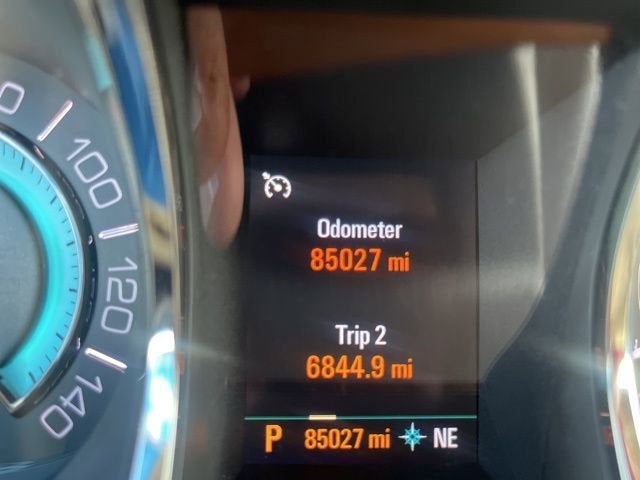 100
120
140
Odometer
85027 mi
Trip 2
6844.9 mi
P 85027 mi NE